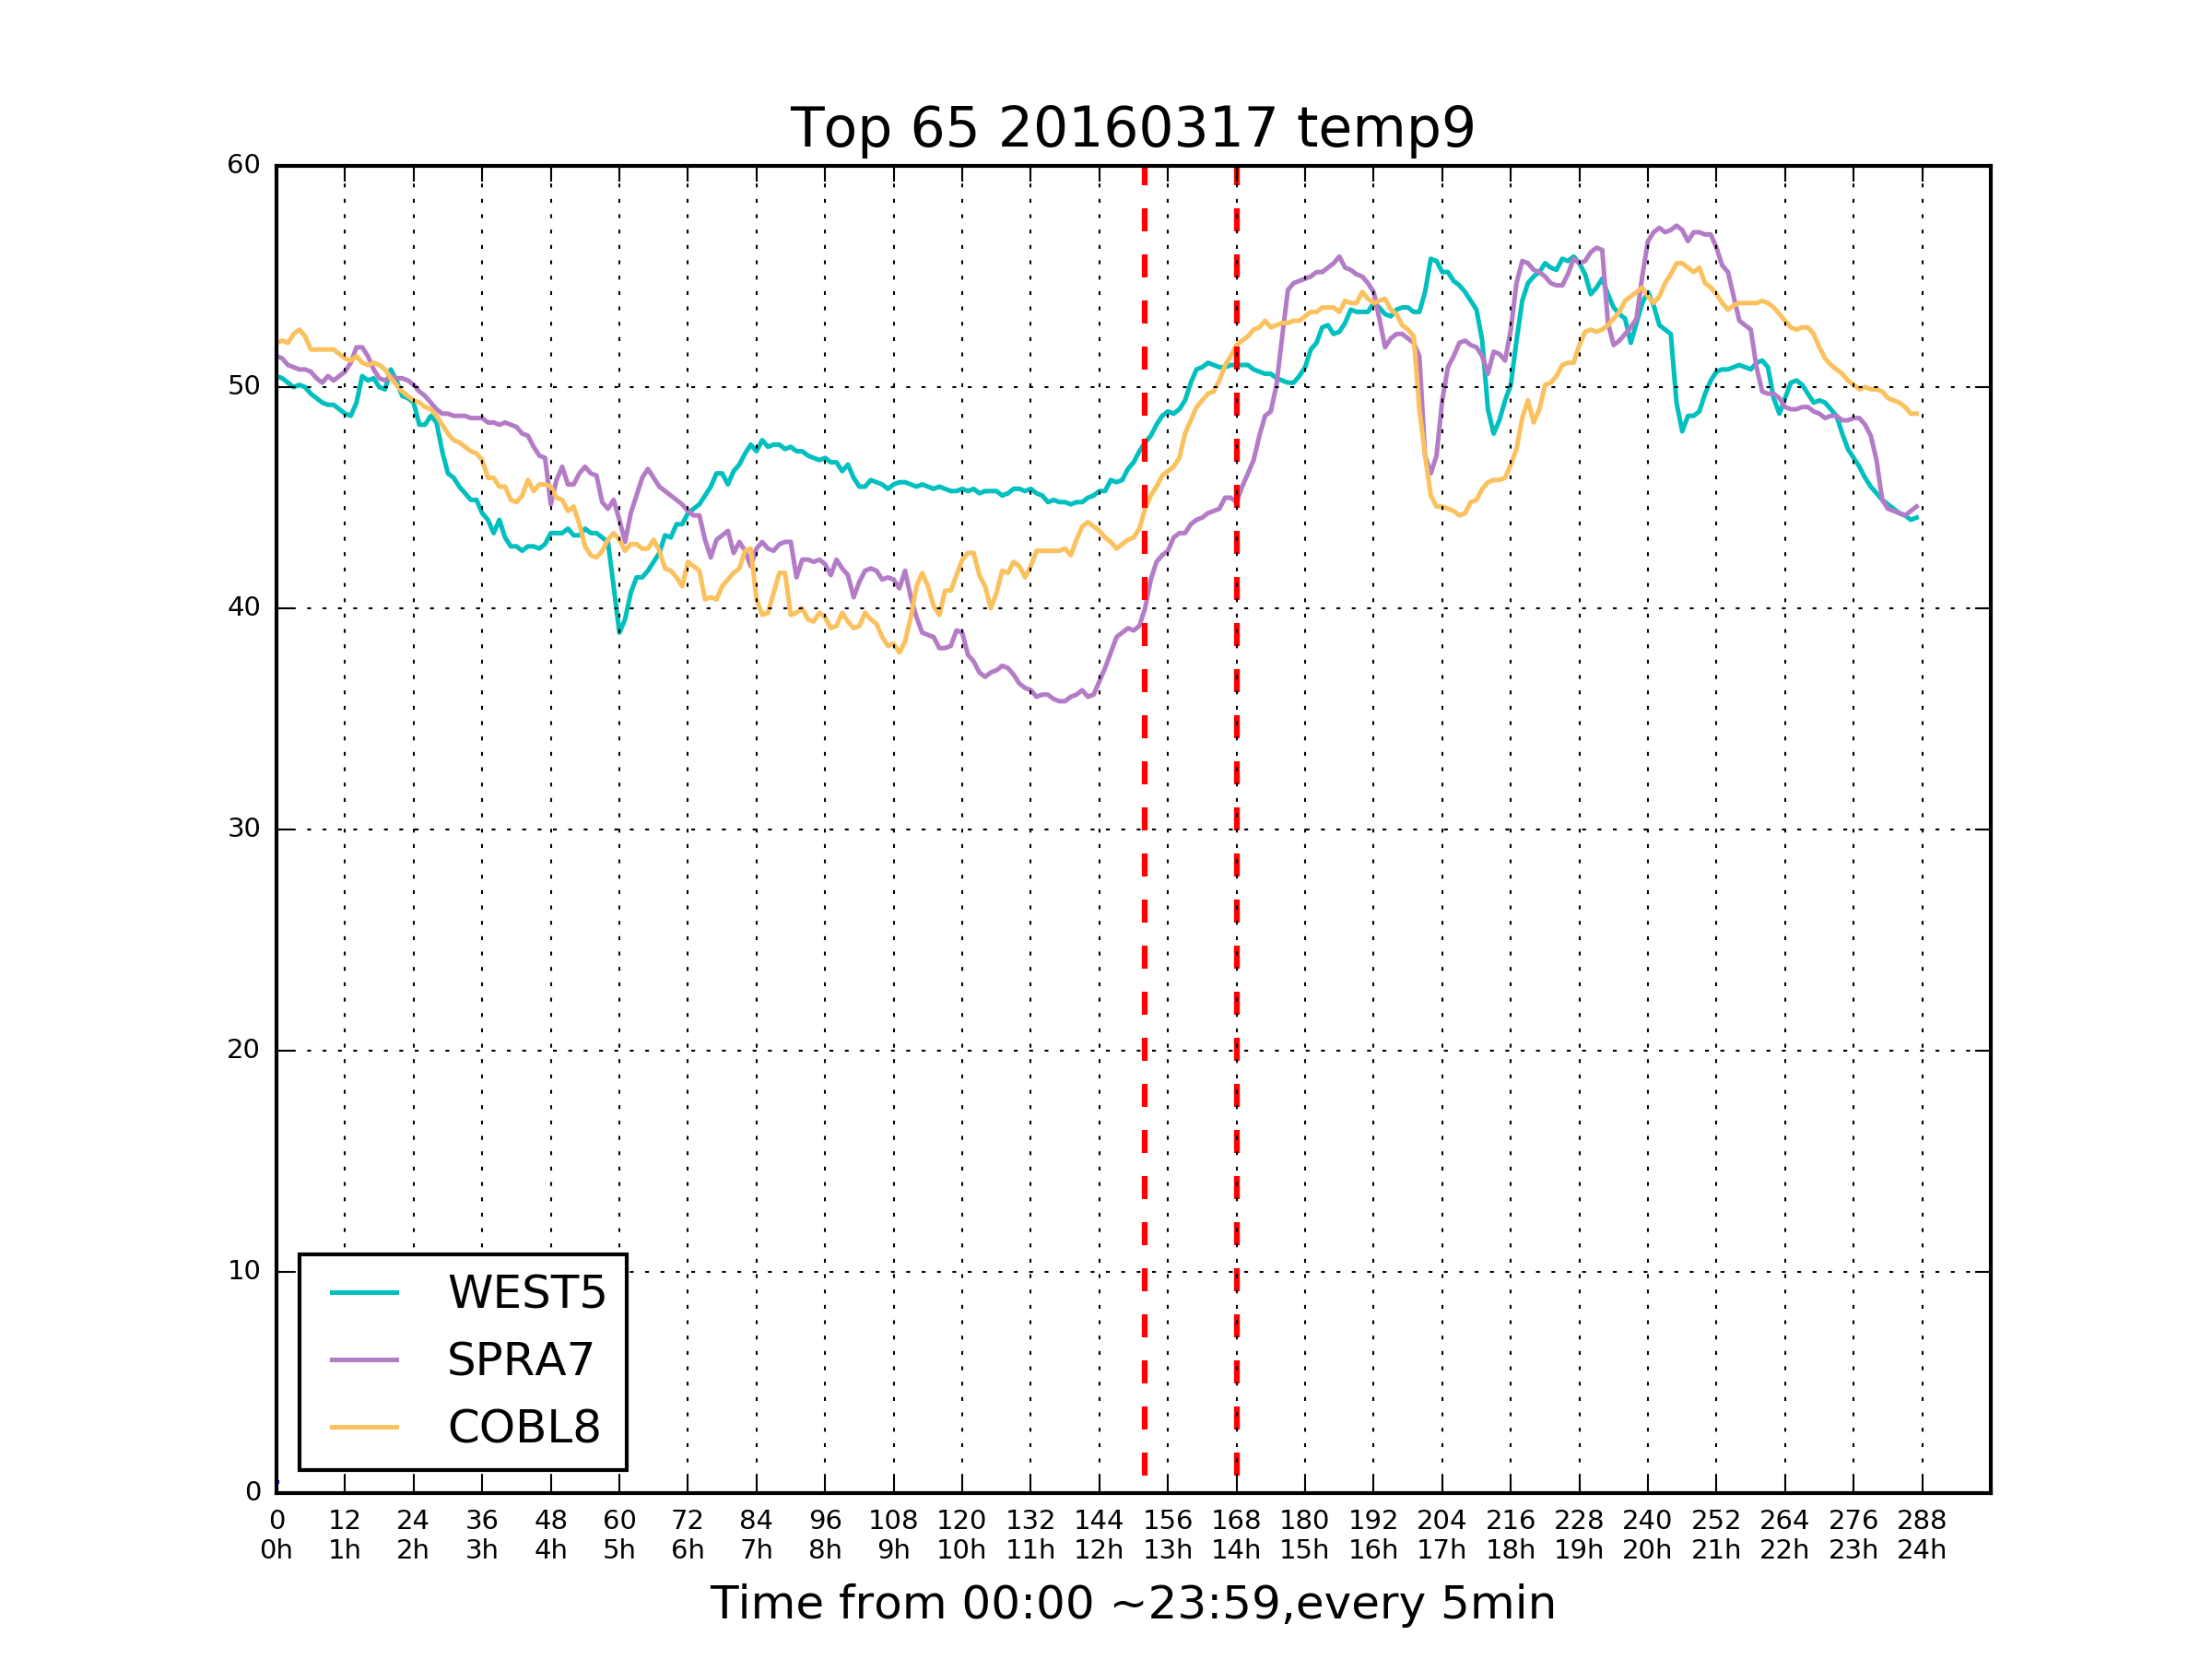 Top 65 20160317 temp9
60
50
40
30
20
10
0
WEST5
SPRA7
COBL8
0 12 24 36 48 60 72 84 96 108 120 132 144 156 168 180 192 204 216 228 240 252 264 276 288
0h 1h 2h 3h 4h 5h 6h 7h 8h 9h 10h 11h 12h 13h 14h 15h 16h 17h 18h 19h 20h 21h 22h 23h 24h
Time from 00:00 ~23:59,every 5min